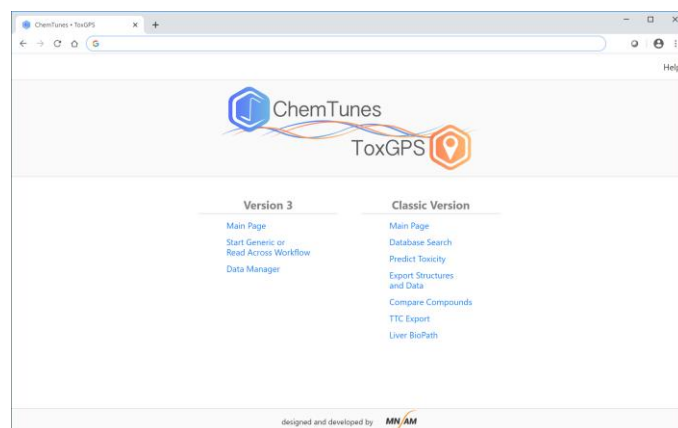 ChemTunes • ToxGPS
Help
ChemTunes
ToxGPS
Version 3
Main Page
Start Generic or
Read Across Workflow
Data Manager
Classic Version
Main Page
Database Search
Predict Toxicity
Export Structures
and Data
Compare Compounds
TTC Export
Liver BioPath
designed and developed by MN/AM